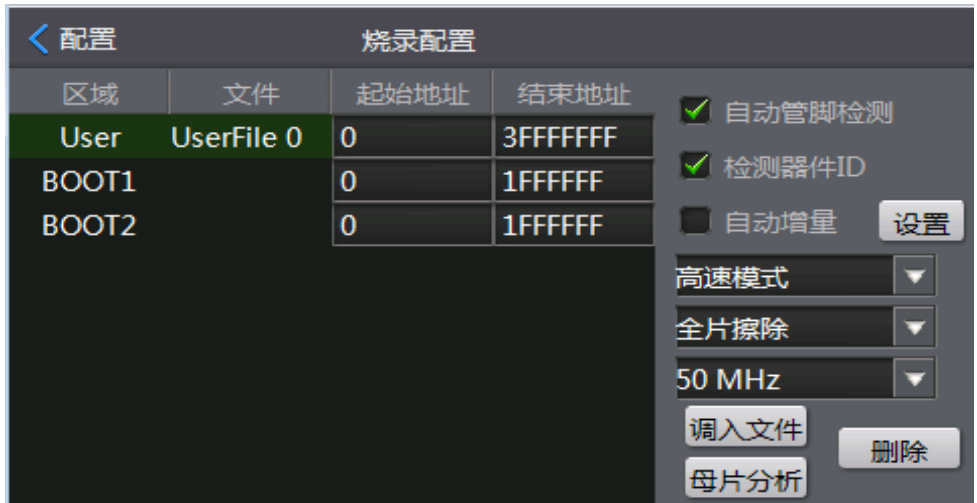 配置 烧录配置
区域 文件 起始地址 结束地址
User UserFile 0 0 3FFFFFFF
BOOT1 0 1FFFFFF
BOOT2 0 1FFFFFF
自动管脚检测
检测器件ID
自动增量 设置
高速模式
全片擦除
50 MHz
调入文件
删除
母片分析